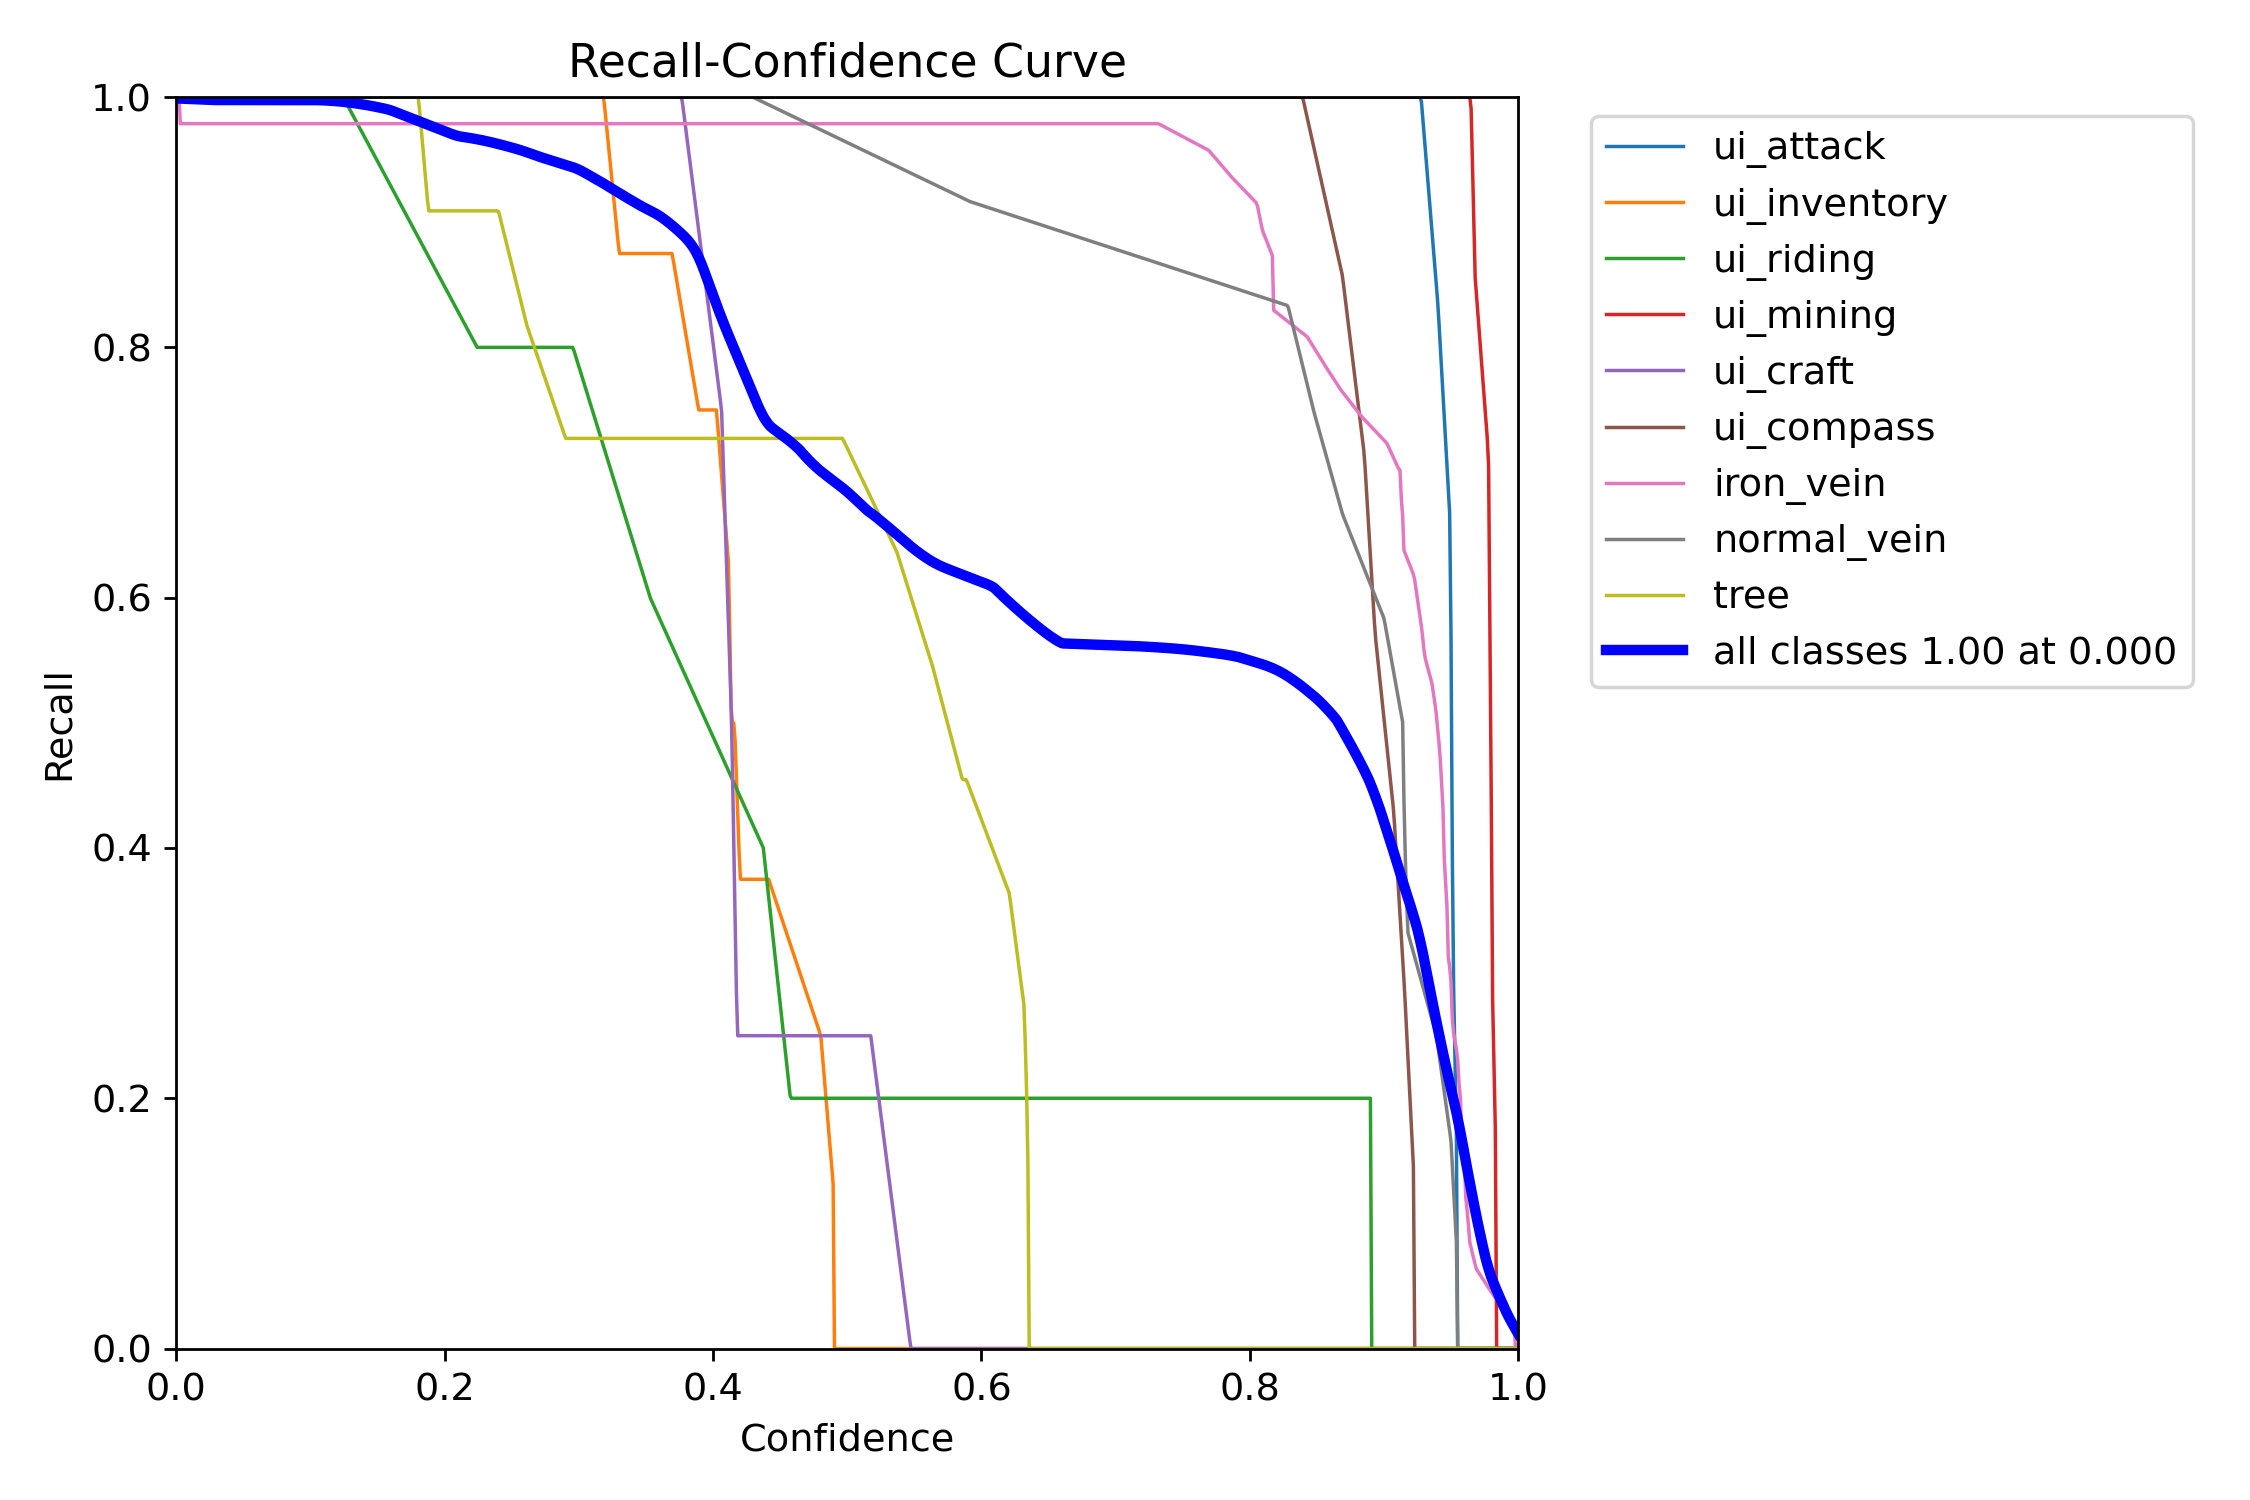 Recall-Confidence Curve
1.0
0.8
0.6
0.4
0.2
0.0
Recall
0.0 0.2 0.4 0.6 0.8 1.0
Confidence
ui_attack
ui_inventory
ui_riding
ui_mining
ui_craft
ui_compass
iron_vein
normal_vein
tree
all classes 1.00 at 0.000